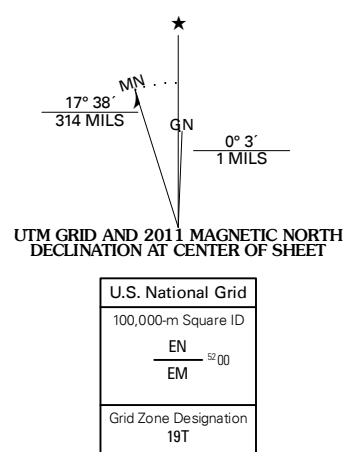 ★
MN
17° 38´
314 MILS
GN
0° 3´
1 MILS
UTM GRID AND 2011 MAGNETIC NORTH
DECLINATION AT CENTER OF SHEET
U.S. National Grid
100,000-m Square ID
EN
5200
EM
Grid Zone Designation
19T